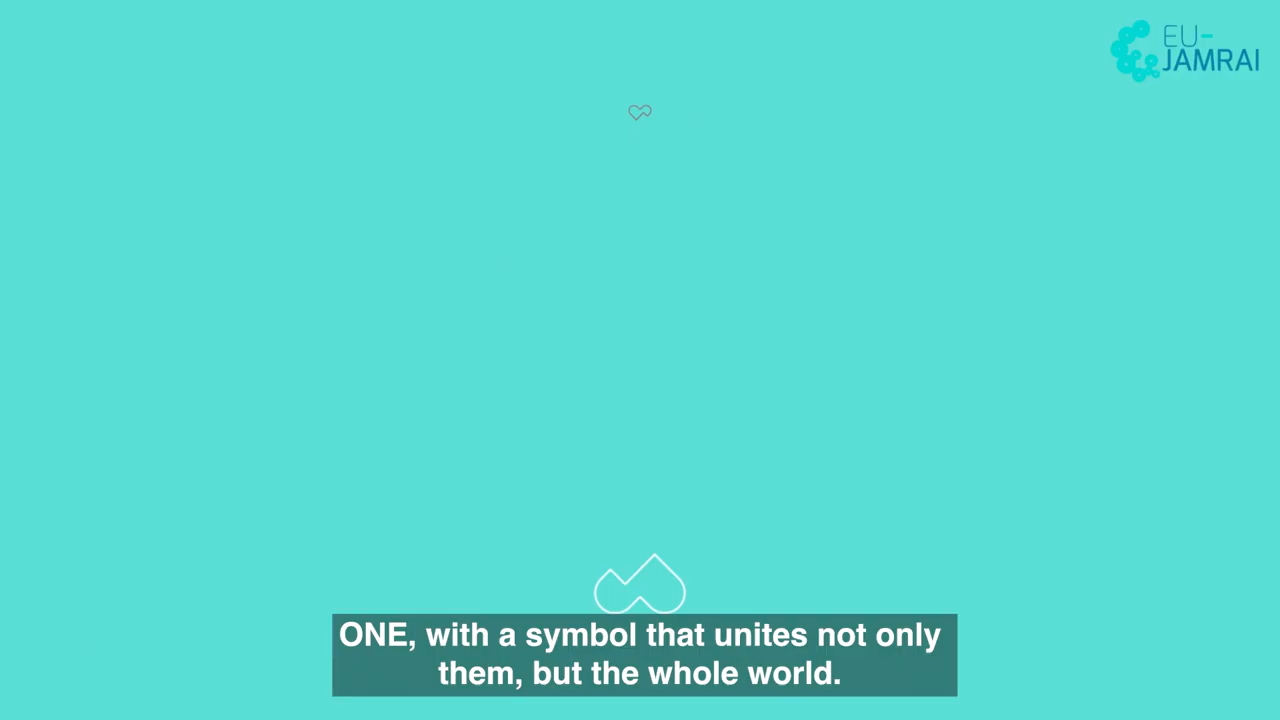 EU-
JAMRAI
ONE, with a symbol that unites not only
them, but the whole world.